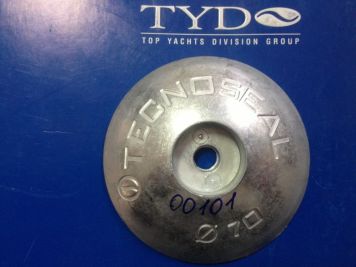 TYD
TOP YACHTS DIVISION GROUP
TECNOSEAL
00101
Ø 70